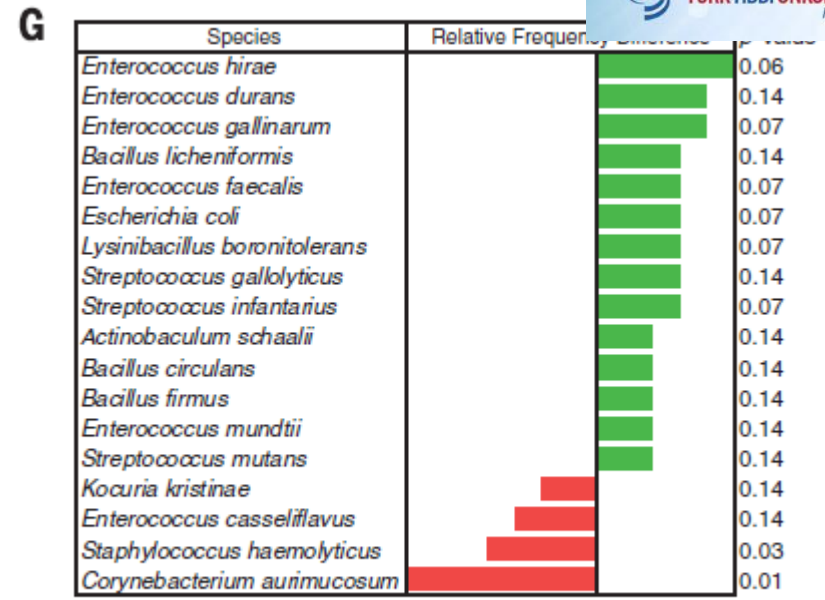 G
Species Relative Frequency
Enterococcus hirae 0.06
Enterococcus durans 0.14
Enterococcus gallinarum 0.07
Bacillus licheniformis 0.14
Enterococcus faecalis 0.07
Escherichia coli 0.07
Lysinibacillus boronitolerans 0.07
Streptococcus gallolyticus 0.14
Streptococcus infantarius 0.07
Actinobaculum schaalii 0.14
Bacillus circulans 0.14
Bacillus firmus 0.14
Enterococcus mundtii 0.14
Streptococcus mutans 0.14
Kocuria kristinae 0.14
Enterococcus casseliflavus 0.14
Staphylococcus haemolyticus 0.03
Corynebacterium aurimucosum 0.01